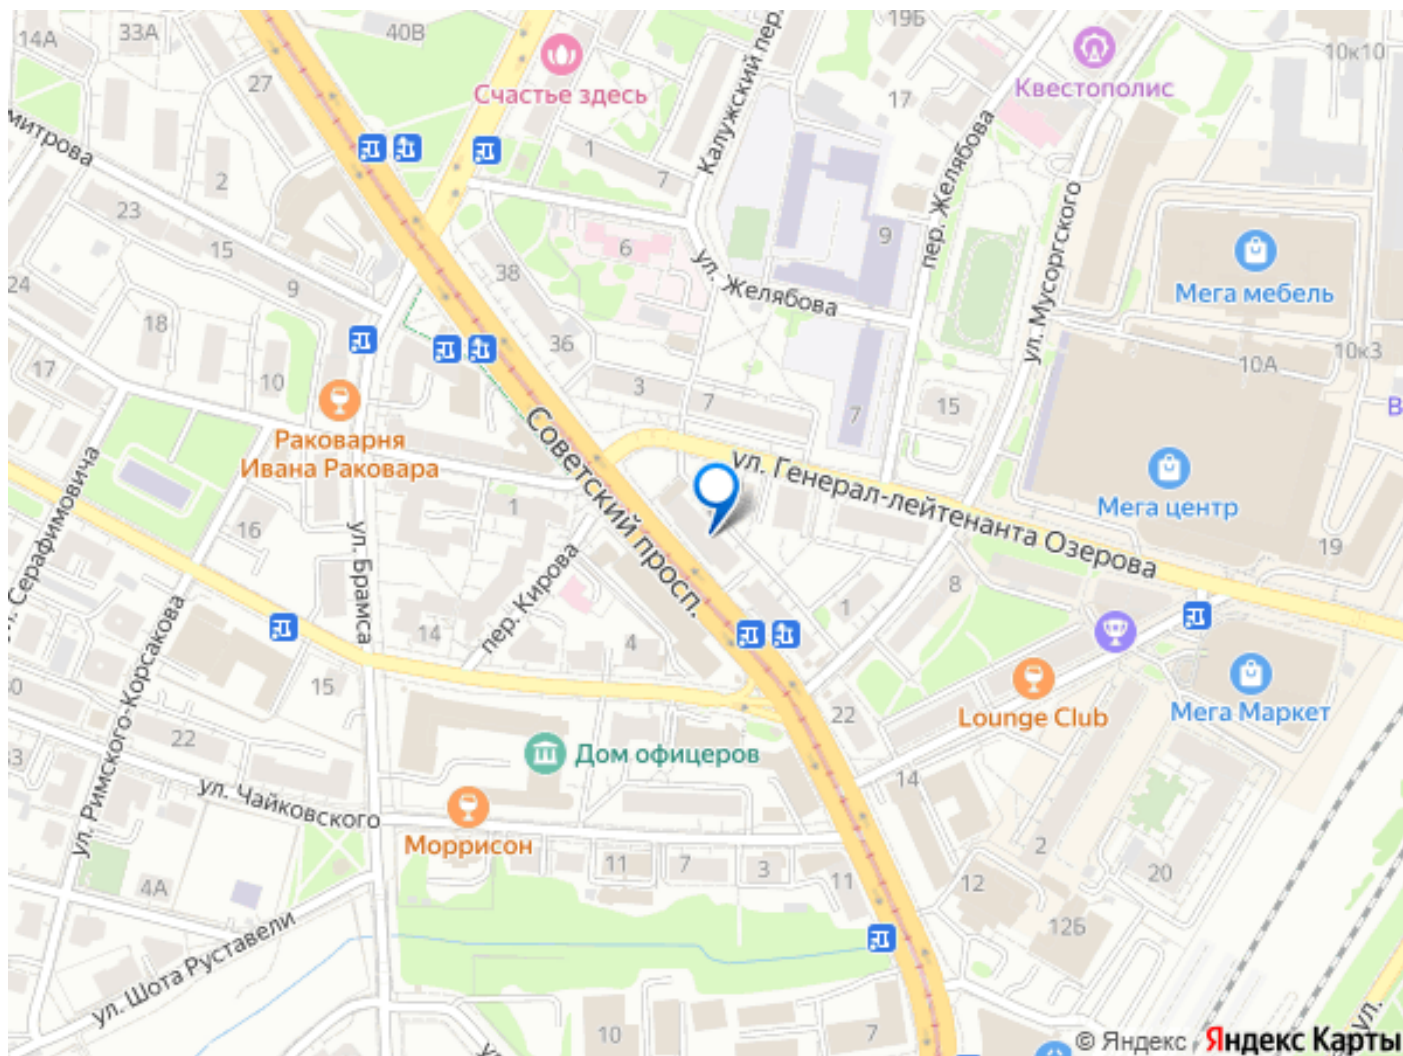 14А
33А
40В
19Б
10к10
27
Счастье здесь
Калужский пер.
Квестополис
17
митрова
1
7
2
пер. Желябова
ул. Мусоргского
23
15
6
9
38
ул. Желябова
Мега мебель
24
9
18
36
10к3
10А
17
10
3
7
15
7
В
Раковарня
Ивана Раковара
Советский просп.
ул. Генерал-лейтенанта Озерова
Мега центр
Серафимовича
16
1
19
ул. Брамса
пер. Кирова
8
1
14
4
ул. Римского-Корсакова
15
22
Lounge Club
Мега Маркет
22
Дом офицеров
14
ул. Чайковского
Моррисон
11
7
3
11
2
20
4А
12
12Б
ул. Шота Руставели
10
7
ул.
© Яндекс Яндекс Карты